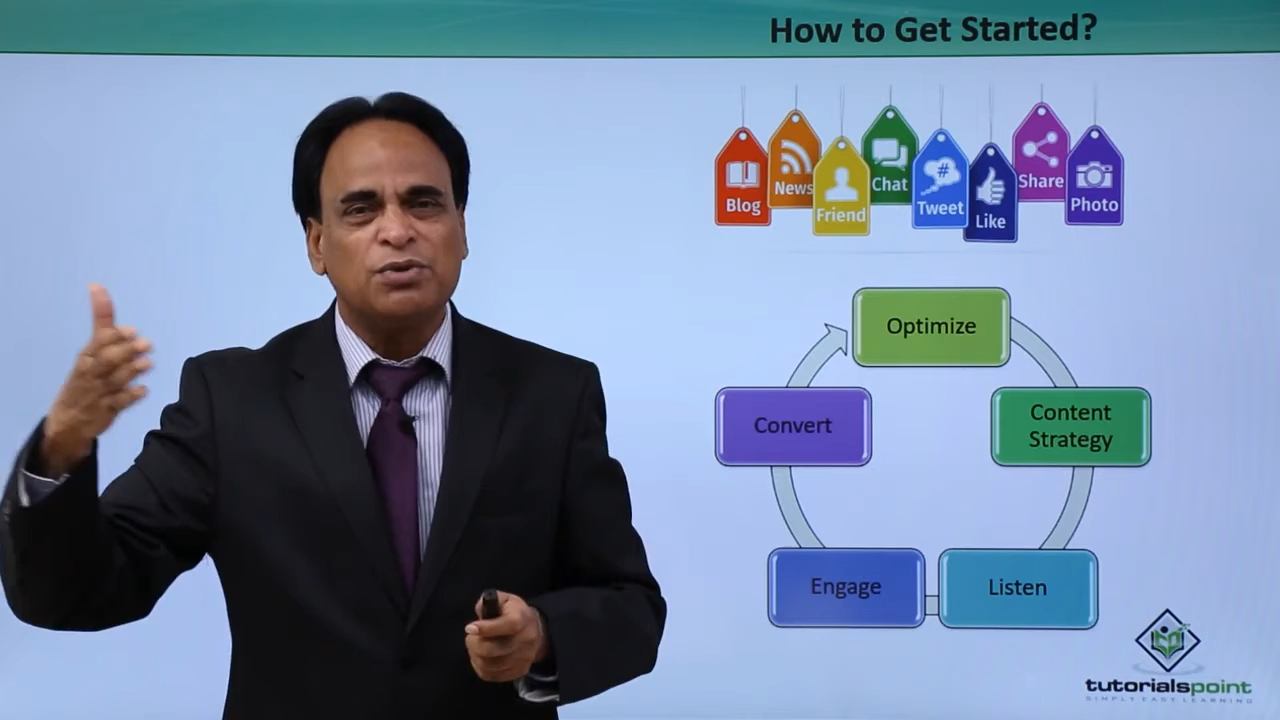 How to Get Started?
Blog
News
Friend
Chat
Tweet
#
Like
Share
Photo
Optimize
Convert
Content
Strategy
Engage
Listen
tutorialspoint
SIMPLY EASY LEARNING